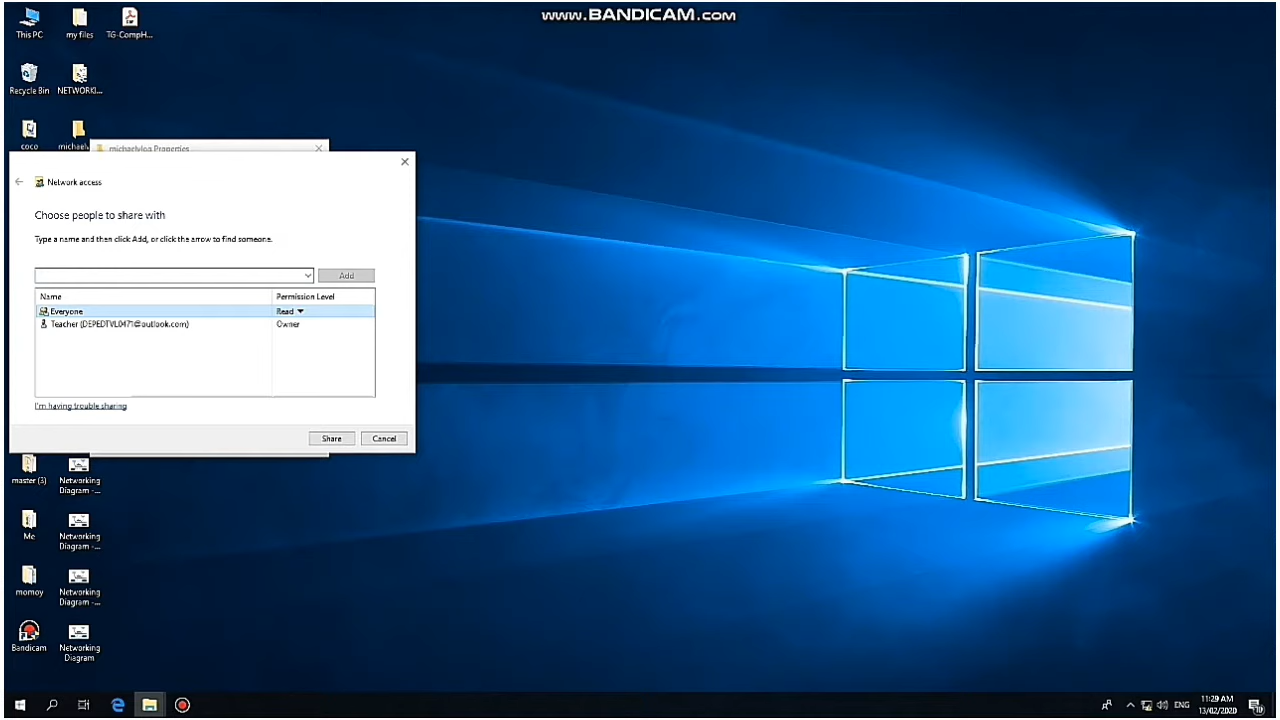 www.BANDICAM.com
This PC
my files
TG-CompH...
Recycle Bin
NETWORKI...
coco
michaelv
michaelvlog Properties
Network access
Choose people to share with
Type a name and then click Add, or click the arrow to find someone.
Add
Name Permission Level
Everyone Read
Teacher (DEPEDTVL0471@outlook.com) Owner
I'm having trouble sharing
Share Cancel
master (3)
Networking
Diagram -...
Me
Networking
Diagram -...
momoy
Networking
Diagram -...
Bandicam
Networking
Diagram
ENG
11:29 AM
13/02/2020